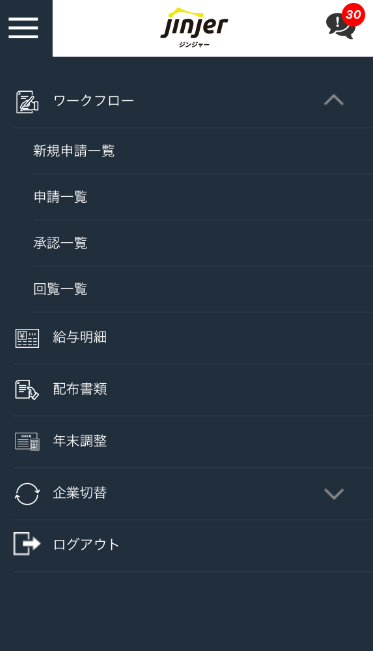 jinjer
ジンジャー
30
ワークフロー
新規申請一覧
申請一覧
承認一覧
回覧一覧
給与明細
配布書類
年末調整
企業切替
ログアウト